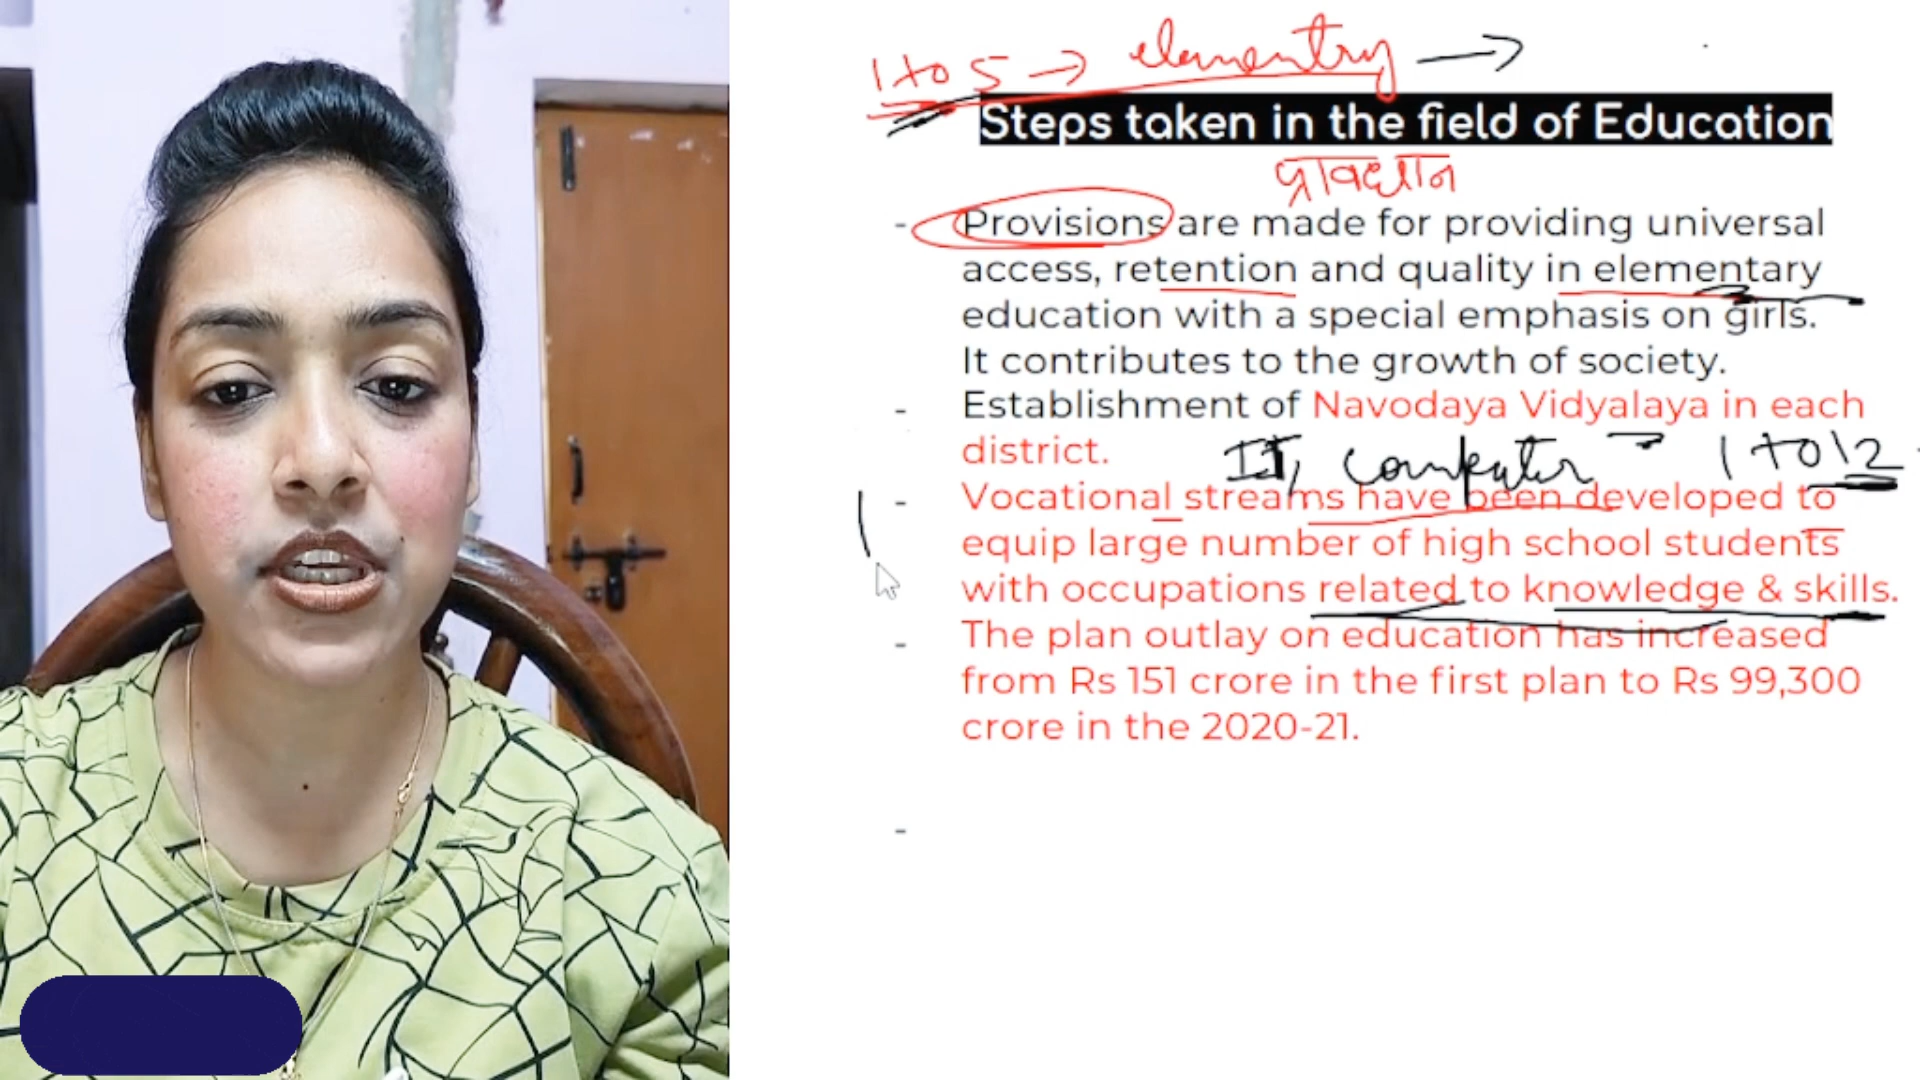 1 to 5 → elementry →
Steps taken in the field of Education
प्रावधान
- Provisions are made for providing universal
access, retention and quality in elementary
education with a special emphasis on girls.
It contributes to the growth of society.
- Establishment of Navodaya Vidyalaya in each
district.
IT, computer - 1 to 12
- Vocational streams have been developed to
equip large number of high school students
with occupations related to knowledge & skills.
- The plan outlay on education has increased
from Rs 151 crore in the first plan to Rs 99,300
crore in the 2020-21.
-